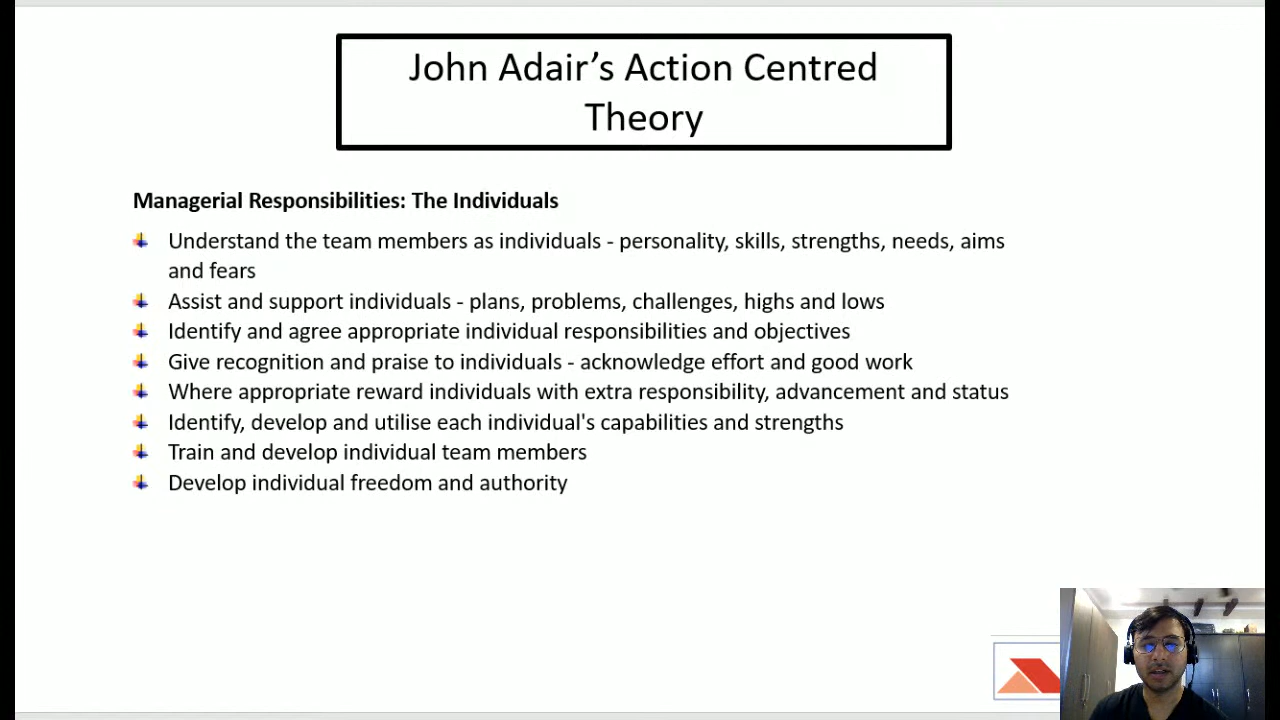 John Adair’s Action Centred
Theory
Managerial Responsibilities: The Individuals
Understand the team members as individuals - personality, skills, strengths, needs, aims
and fears
Assist and support individuals - plans, problems, challenges, highs and lows
Identify and agree appropriate individual responsibilities and objectives
Give recognition and praise to individuals - acknowledge effort and good work
Where appropriate reward individuals with extra responsibility, advancement and status
Identify, develop and utilise each individual's capabilities and strengths
Train and develop individual team members
Develop individual freedom and authority